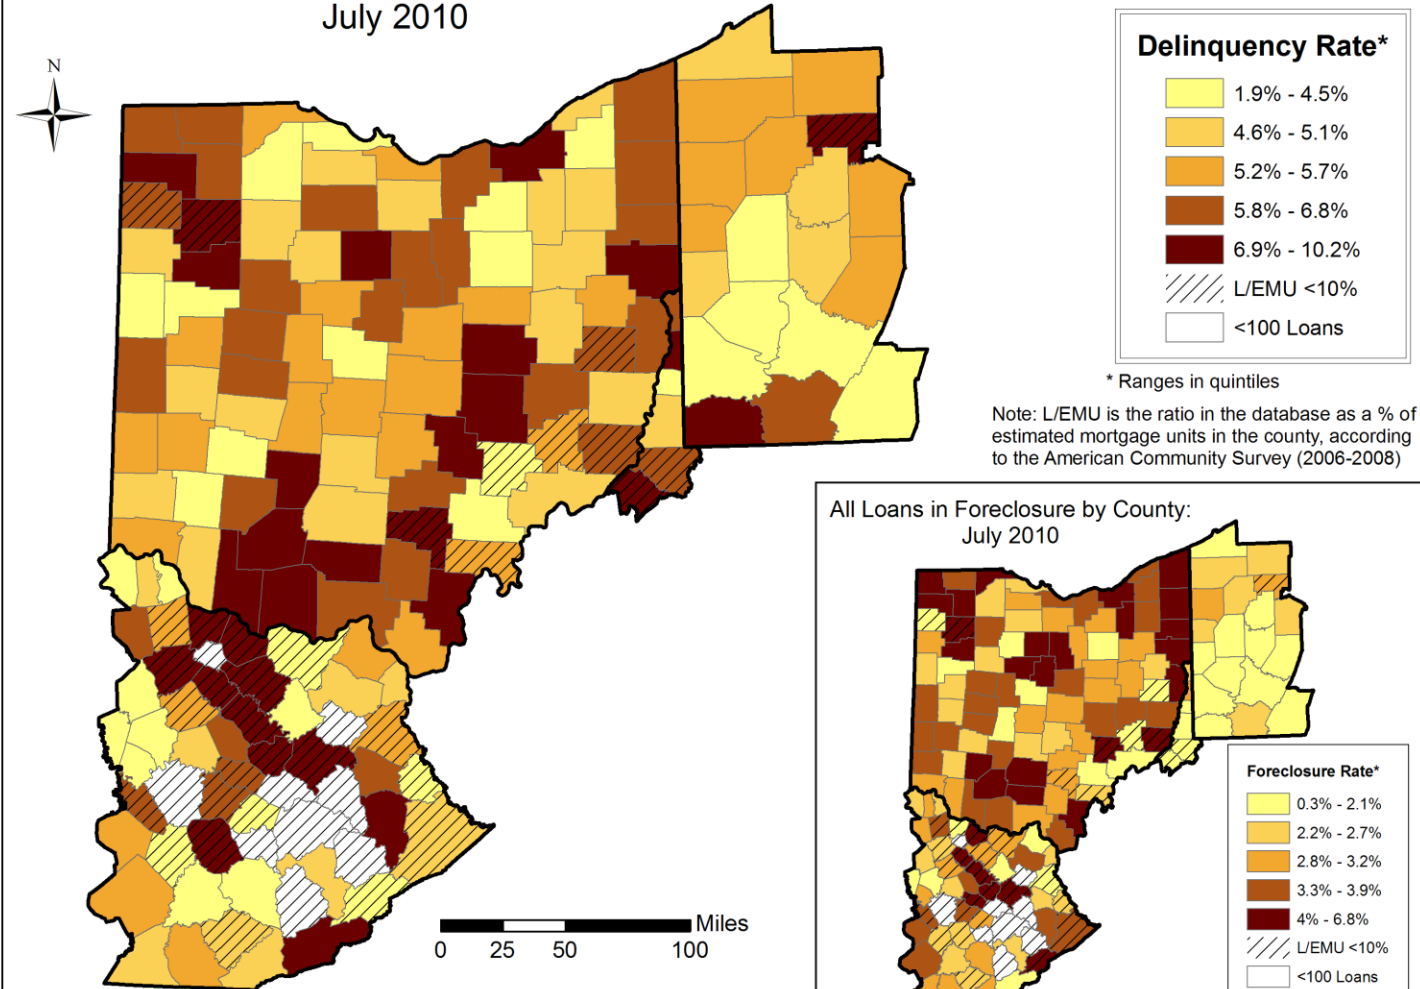 July 2010
N
Delinquency Rate*
1.9% - 4.5%
4.6% - 5.1%
5.2% - 5.7%
5.8% - 6.8%
6.9% - 10.2%
L/EMU <10%
<100 Loans
* Ranges in quintiles
Note: L/EMU is the ratio in the database as a % of
estimated mortgage units in the county, according
to the American Community Survey (2006-2008)
All Loans in Foreclosure by County:
July 2010
Foreclosure Rate*
0.3% - 2.1%
2.2% - 2.7%
2.8% - 3.2%
3.3% - 3.9%
4% - 6.8%
L/EMU <10%
<100 Loans
Miles
0 25 50 100